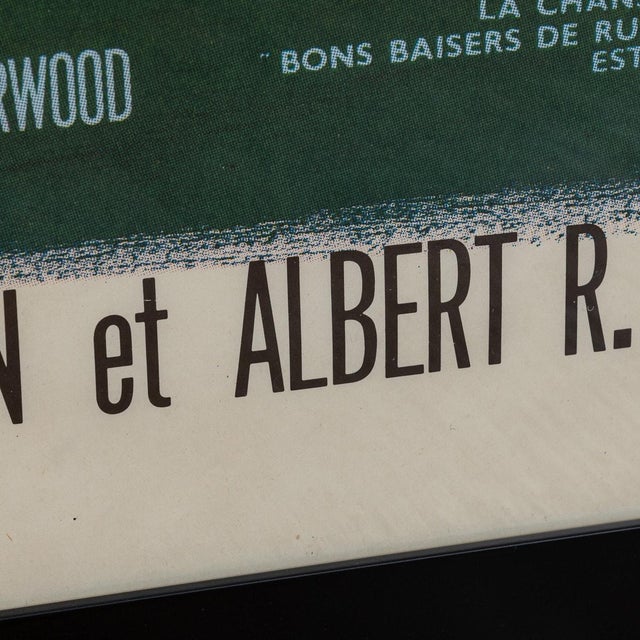 LA CHAN
"BONS BAISERS DE RU
EST
RWOOD
N et ALBERT R.